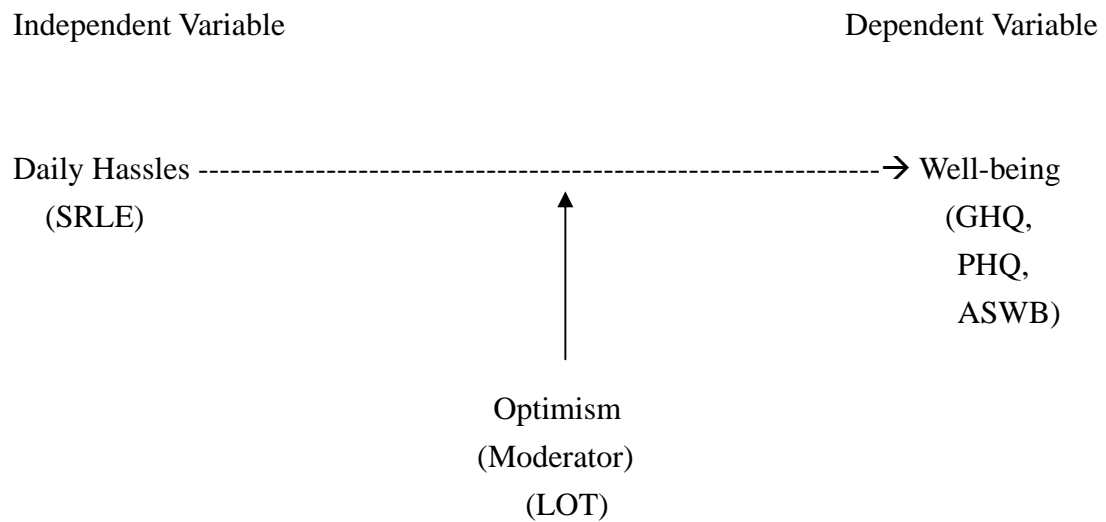 Independent Variable Dependent Variable
Daily Hassles ----------------------------------------------------------------→ Well-being
(SRLE) (GHQ,
PHQ,
ASWB)
Optimism
(Moderator)
(LOT)